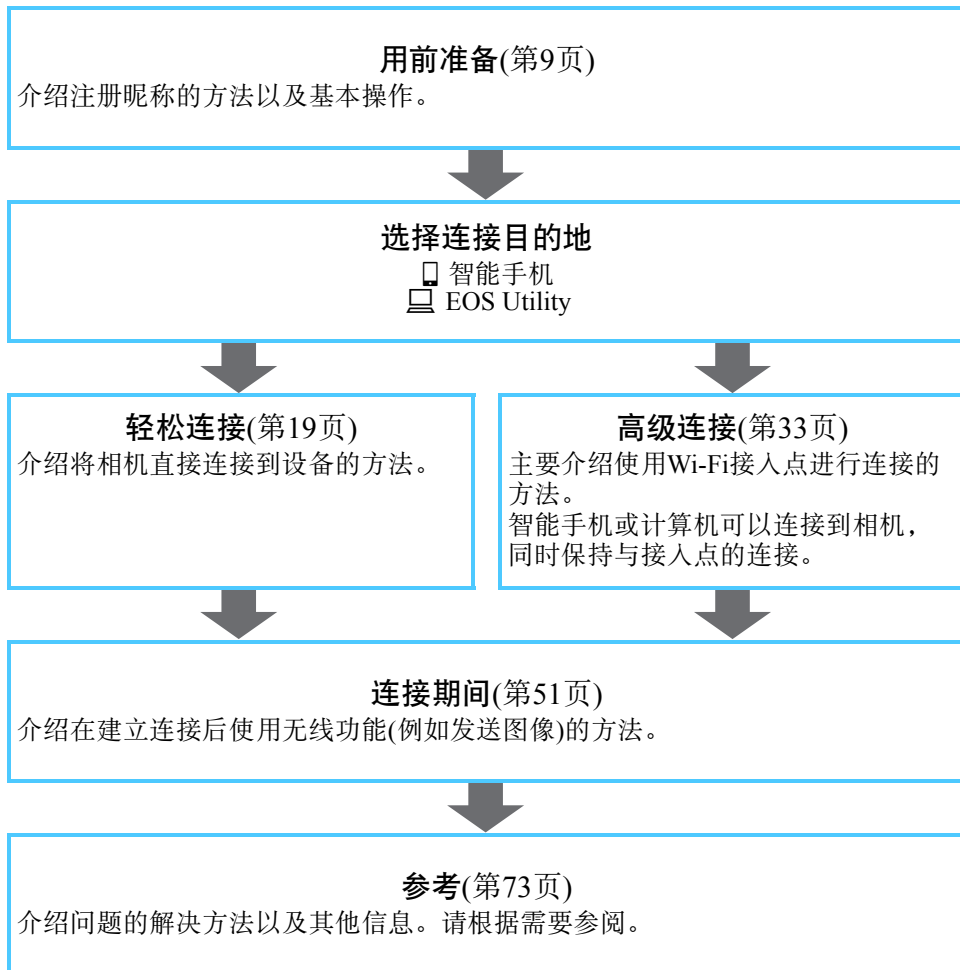 用前准备(第9页)
介绍注册昵称的方法以及基本操作。
选择连接目的地
智能手机
EOS Utility
轻松连接(第19页)
介绍将相机直接连接到设备的方法。
高级连接(第33页)
主要介绍使用Wi-Fi接入点进行连接的
方法。
智能手机或计算机可以连接到相机，
同时保持与接入点的连接。
连接期间(第51页)
介绍在建立连接后使用无线功能(例如发送图像)的方法。
参考(第73页)
介绍问题的解决方法以及其他信息。请根据需要参阅。